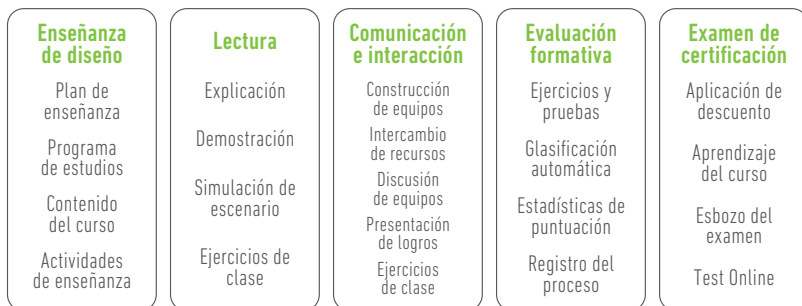 Enseñanza
de diseño
Plan de
enseñanza
Programa
de estudios
Contenido
del curso
Actividades
de enseñanza
Lectura
Explicación
Demostración
Simulación de
escenario
Ejercicios de
clase
Comunicación
e interacción
Construcción
de equipos
Intercambio
de recursos
Discusión
de equipos
Presentación
de logros
Ejercicios
de clase
Evaluación
formativa
Ejercicios y
pruebas
Glasificación
automática
Estadísticas de
puntuación
Registro del
proceso
Examen de
certificación
Aplicación de
descuento
Aprendizaje
del curso
Esbozo del
examen
Test Online